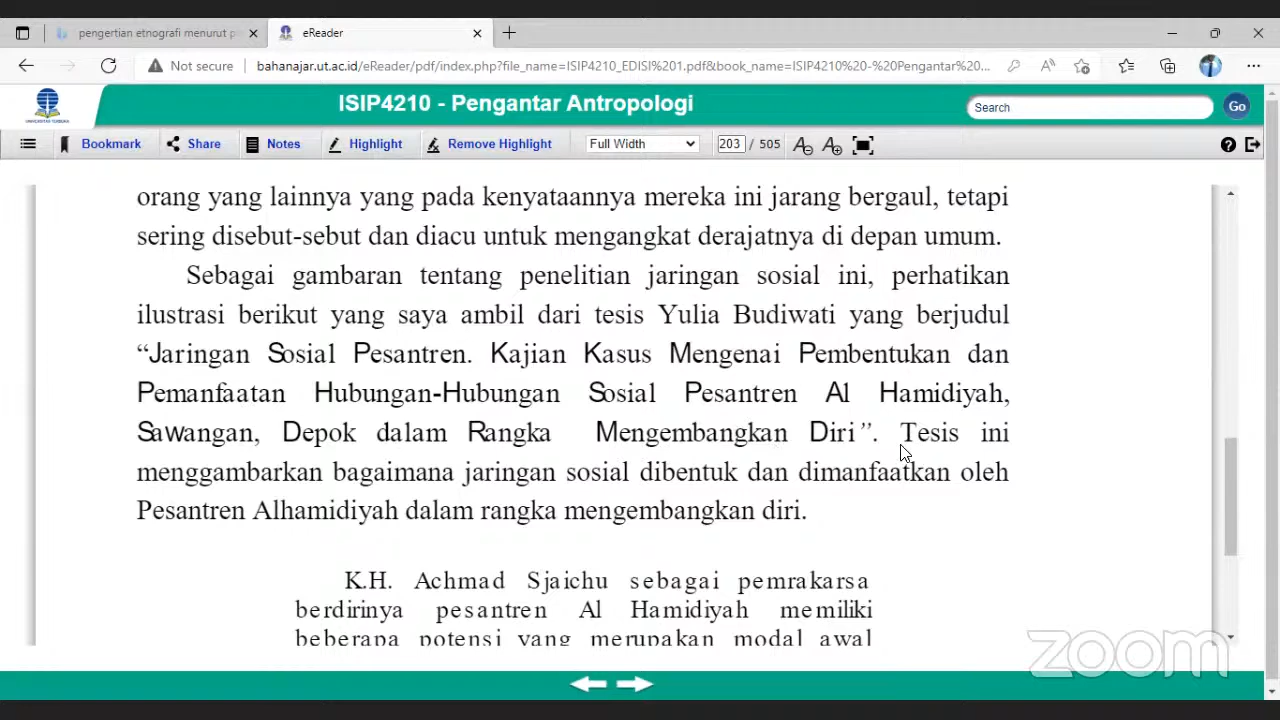 pengertian etnografi menurut p
eReader
Not secure
bahanajar.ut.ac.id/eReader/pdf/index.php?file_name=ISIP4210_EDISI%201.pdf&book_name=ISIP4210%20-%20Pengantar%20...
ISIP4210 - Pengantar Antropologi
Search
Go
Bookmark
Share
Notes
Highlight
Remove Highlight
Full Width
203 / 505
orang yang lainnya yang pada kenyataannya mereka ini jarang bergaul, tetapi
sering disebut-sebut dan diacu untuk mengangkat derajatnya di depan umum.
Sebagai gambaran tentang penelitian jaringan sosial ini, perhatikan
ilustrasi berikut yang saya ambil dari tesis Yulia Budiwati yang berjudul
“Jaringan Sosial Pesantren. Kajian Kasus Mengenai Pembentukan dan
Pemanfaatan Hubungan-Hubungan Sosial Pesantren Al Hamidiyah,
Sawangan, Depok dalam Rangka Mengembangkan Diri”. Tesis ini
menggambarkan bagaimana jaringan sosial dibentuk dan dimanfaatkan oleh
Pesantren Alhamidiyah dalam rangka mengembangkan diri.
K.H. Achmad Sjaichu sebagai pemrakarsa
berdirinya pesantren Al Hamidiyah memiliki
beberapa potensi yang merupakan modal awal
zoom